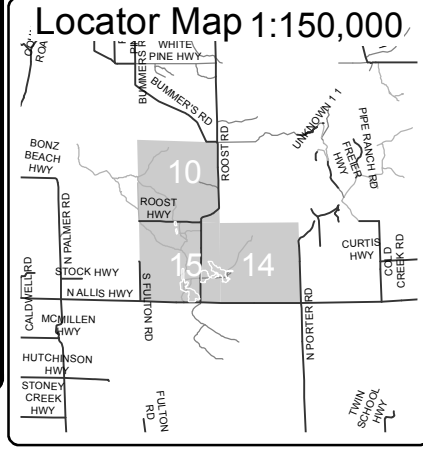 Locator Map 1:150,000
ROA
BUMMERS R
WHITE
PINE HWY
BUMMER'S RD
ROOST RD
UNKNOWN 1 1
PIPE RANCH RD
FREIER
HWY
BONZ
BEACH
HWY
10
ROOST
HWY
N PALMER RD
CURTIS
HWY
COLD
CREEK RD
15
14
STOCK HWY
CALDWELL RD
N ALLIS HWY
S FULTON RD
N PORTER RD
MCMILLEN
HWY
HUTCHINSON
HWY
STONEY
CREEK
HWY
FULTON
RD
TWIN
SCHOOL
HWY